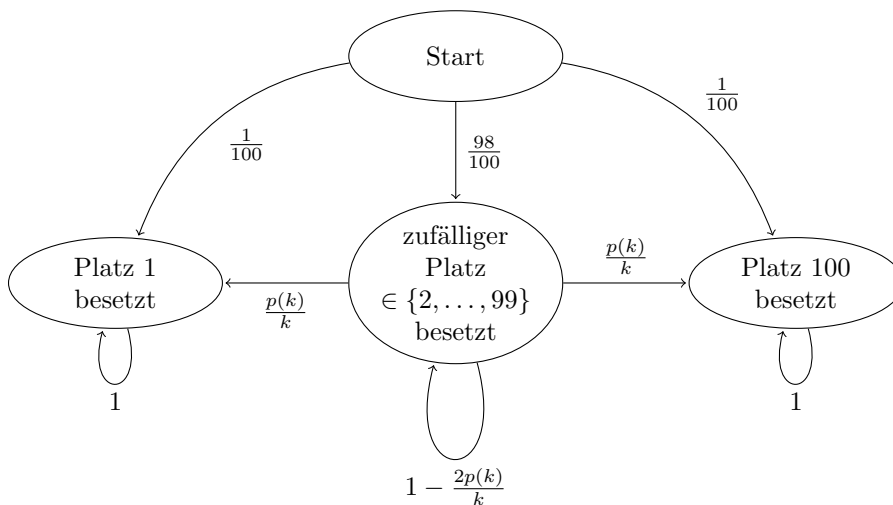 Start
1/100
98/100
1/100
Platz 1
besetzt
p(k)/k
zufälliger
Platz
∈ {2, . . . , 99}
besetzt
p(k)/k
Platz 100
besetzt
1
1 − 2p(k)/k
1